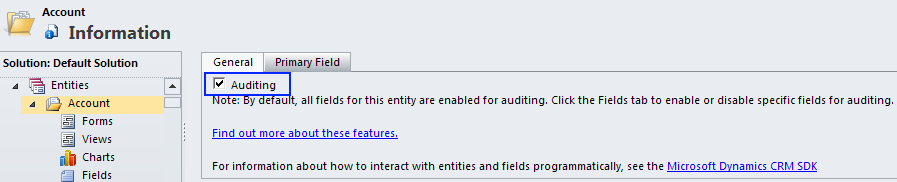 Account
Information
Solution: Default Solution
Entities
Account
Forms
Views
Charts
Fields
General Primary Field
Auditing
Note: By default, all fields for this entity are enabled for auditing. Click the Fields tab to enable or disable specific fields for auditing.
Find out more about these features.
For information about how to interact with entities and fields programmatically, see the Microsoft Dynamics CRM SDK